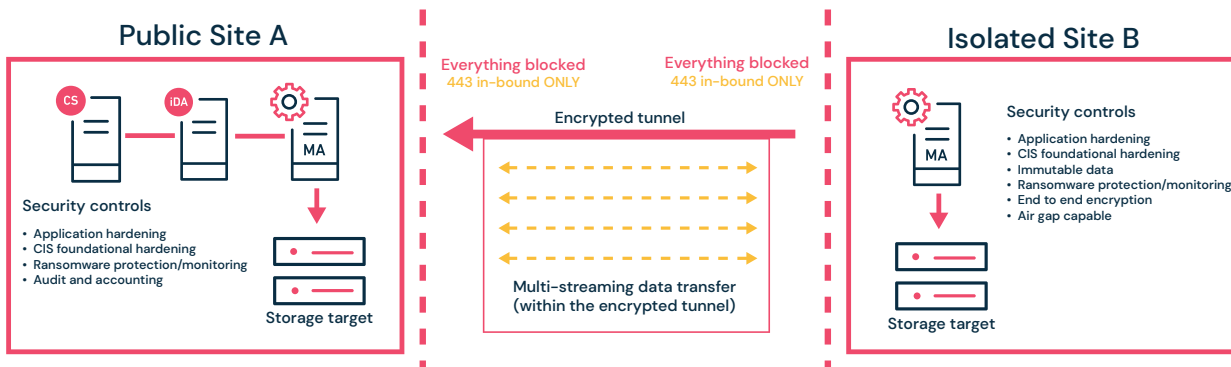 Public Site A
CS
iDA
MA
Security controls
• Application hardening
• CIS foundational hardening
• Ransomware protection/monitoring
• Audit and accounting
Storage target
Everything blocked
443 in-bound ONLY
Everything blocked
443 in-bound ONLY
Encrypted tunnel
Multi-streaming data transfer
(within the encrypted tunnel)
Isolated Site B
MA
Security controls
• Application hardening
• CIS foundational hardening
• Immutable data
• Ransomware protection/monitoring
• End to end encryption
• Air gap capable
Storage target